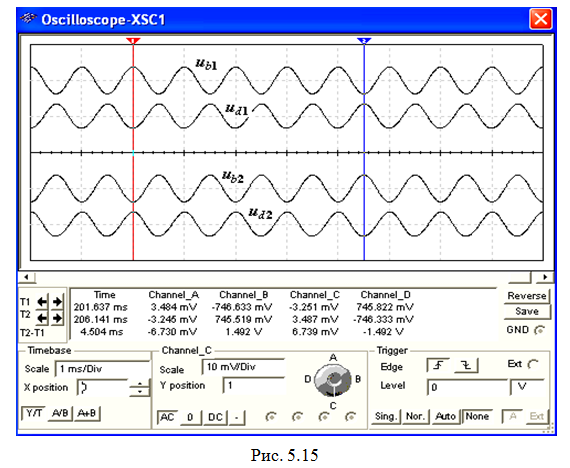 Oscilloscope-XSC1
1 2
ub1
ud1
ub2
ud2
Time Channel_A Channel_B Channel_C Channel_D
T1 201.637 ms 3.484 mV -746.633 mV -3.251 mV 745.822 mV
T2 206.141 ms -3.245 mV 745.519 mV 3.487 mV -746.333 mV
T2-T1 4.504 ms -6.730 mV 1.492 V 6.739 mV -1.492 V
Reverse
Save
GND
Timebase
Scale 1 ms/Div
X position
Y/T A/B A+B
Channel_C
Scale 10 mV/Div
Y position 1
AC 0 DC -
A
D B
C
Trigger
Edge Ext
Level 0 V
Sing. Nor. Auto None A Ext
Рис. 5.15